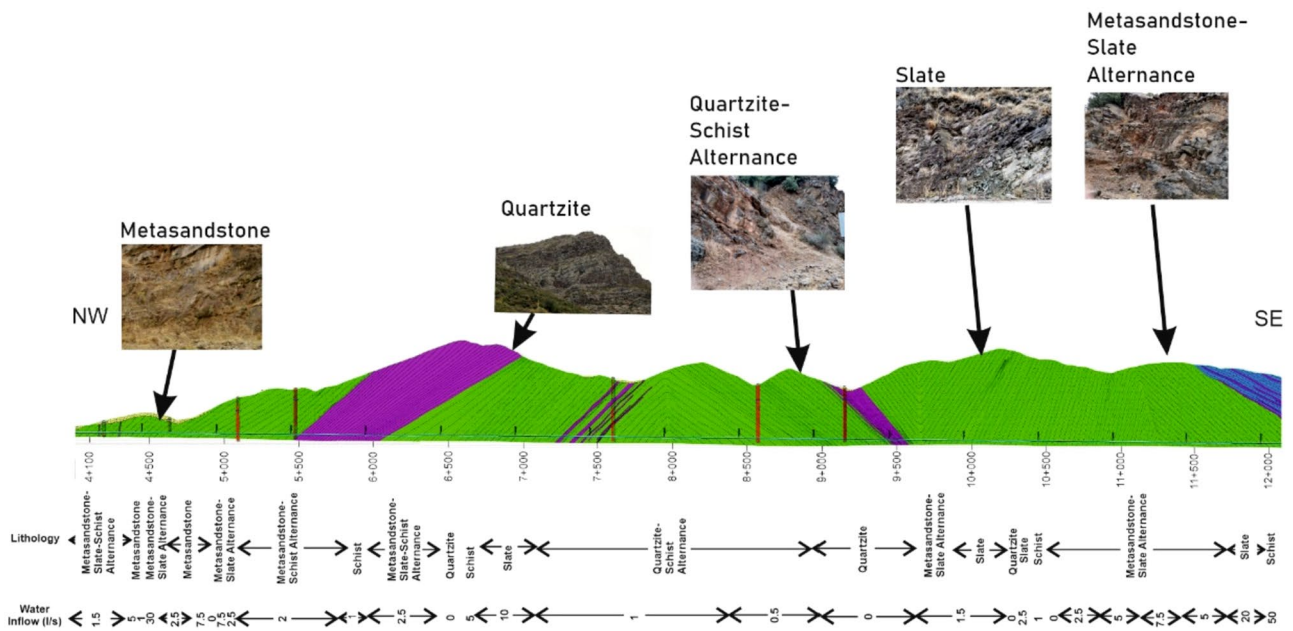 Metasandstone-
Slate
Alternance
Slate
Quartzite-
Schist
Alternance
Quartzite
Metasandstone
NW
SE
4+100
4+500
5+000
5+500
6+000
6+500
7+000
7+500
8+000
8+500
9+000
9+500
10+000
10+500
11+000
11+500
12+000
Lithology
Metasandstone-
Slate-Schist
Alternance
Metasandstone
Metasandstone-
Slate Alternance
Metasandstone
Metasandstone-
Slate Alternance
Metasandstone-
Schist Alternance
Schist
Metasandstone-
Slate-Schist
Alternance
Quartzite
Schist
Slate
Quartzite-
Schist
Alternance
Quartzite
Metasandstone-
Slate Alternance
Slate
Quartzite
Slate
Schist
Metasandstone-
Slate Alternance
Slate
Schist
Water
Inflow (l/s)
1.5
5
1
30
2.5
7.5
0
7.5
2.5
2
1
2.5
0
5
10
1
0.5
0
1.5
0
2.5
1
2.5
5
7.5
5
20
50